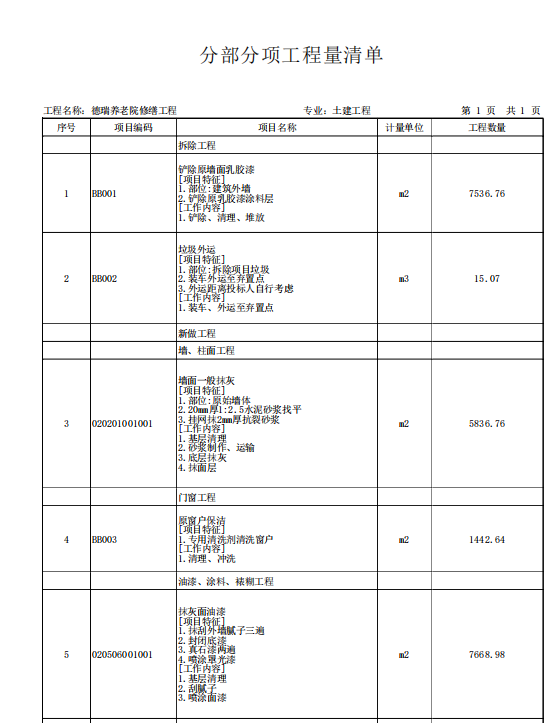 分部分项工程量清单
工程名称：德瑞养老院修缮工程 专业：土建工程 第 1 页 共 1 页
序号 项目编码 项目名称 计量单位 工程数量
拆除工程
1 BB001 铲除原墙面乳胶漆 m2 7536.76
[项目特征]
1.部位:建筑外墙
2.铲除原乳胶漆涂料层
[工作内容]
1.铲除、清理、堆放
2 BB002 垃圾外运 m3 15.07
[项目特征]
1.部位:拆除项目垃圾
2.装车外运至弃置点
3.外运距离投标人自行考虑
[工作内容]
1.装车、外运至弃置点
新做工程
墙、柱面工程
3 020201001001 墙面一般抹灰 m2 5836.76
[项目特征]
1.部位:原始墙体
2.20mm厚1:2.5水泥砂浆找平
3.挂网抹2mm厚抗裂砂浆
[工作内容]
1.基层清理
2.砂浆制作、运输
3.底层抹灰
4.抹面层
门窗工程
4 BB003 原窗户保洁 m2 1442.64
[项目特征]
1.专用清洗剂清洗窗户
[工作内容]
1.清理、冲洗
油漆、涂料、裱糊工程
5 020506001001 抹灰面油漆 m2 7668.98
[项目特征]
1.抹刮外墙腻子三遍
2.封闭底漆
3.真石漆两遍
4.喷涂罩光漆
[工作内容]
1.基层清理
2.刮腻子
3.喷涂面漆